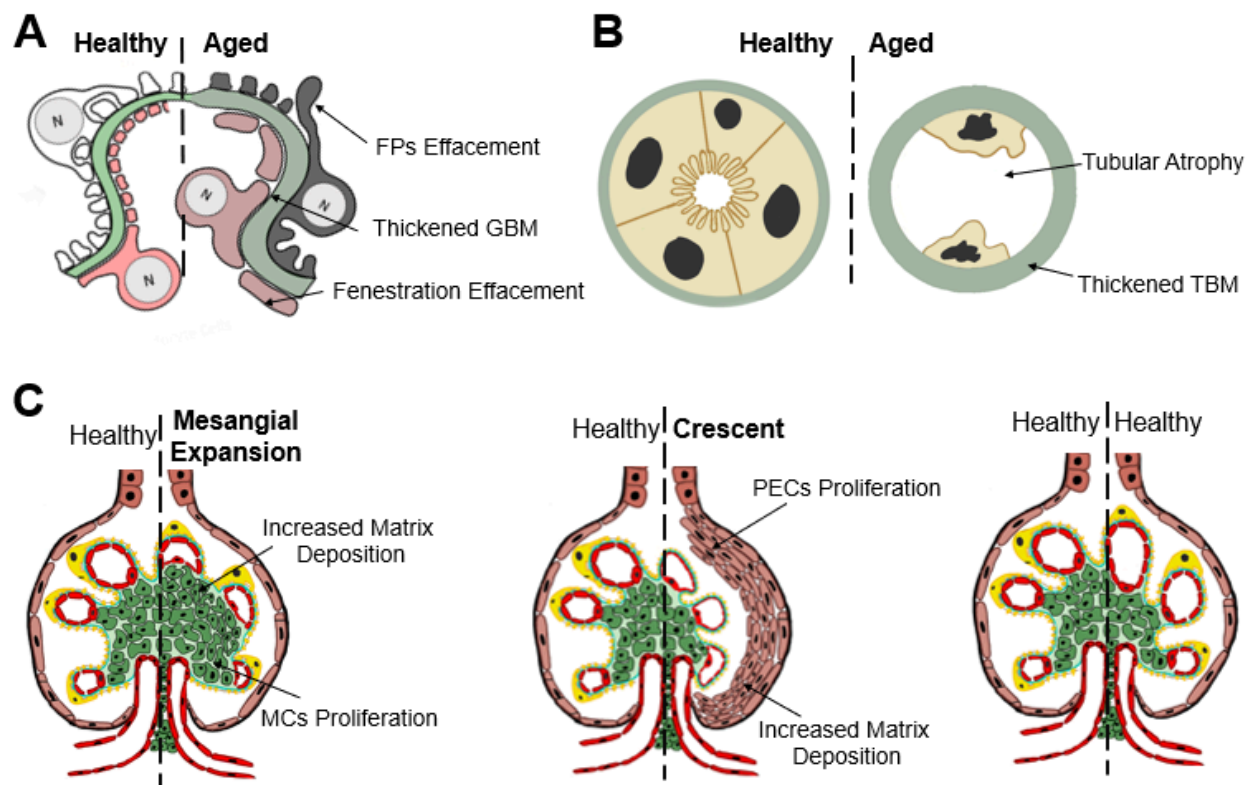 A
Healthy
Aged
N
N
N
N
FPs Effacement
Thickened GBM
Fenestration Effacement
B
Healthy
Aged
Tubular Atrophy
Thickened TBM
C
Healthy
Mesangial
Expansion
Increased Matrix
Deposition
MCs Proliferation
Healthy
Crescent
PECs Proliferation
Increased Matrix
Deposition
Healthy
Healthy